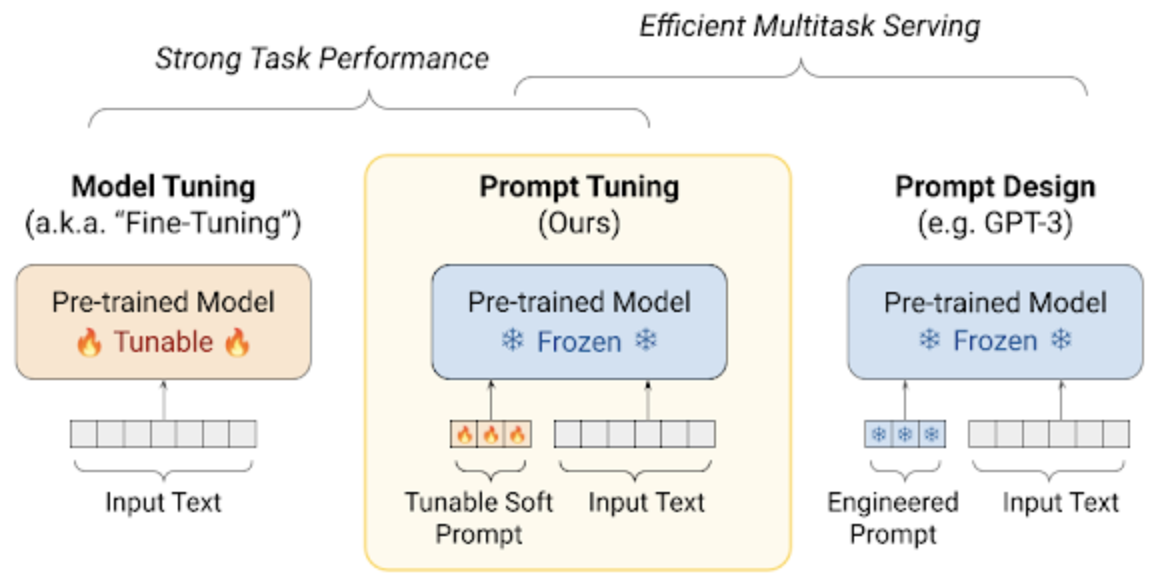 Efficient Multitask Serving
Strong Task Performance
Model Tuning
(a.k.a. “Fine-Tuning”)
Pre-trained Model
🔥 Tunable 🔥
Input Text
Prompt Tuning
(Ours)
Pre-trained Model
❄ Frozen ❄
Tunable Soft
Prompt
Input Text
Prompt Design
(e.g. GPT-3)
Pre-trained Model
❄ Frozen ❄
Engineered
Prompt
Input Text